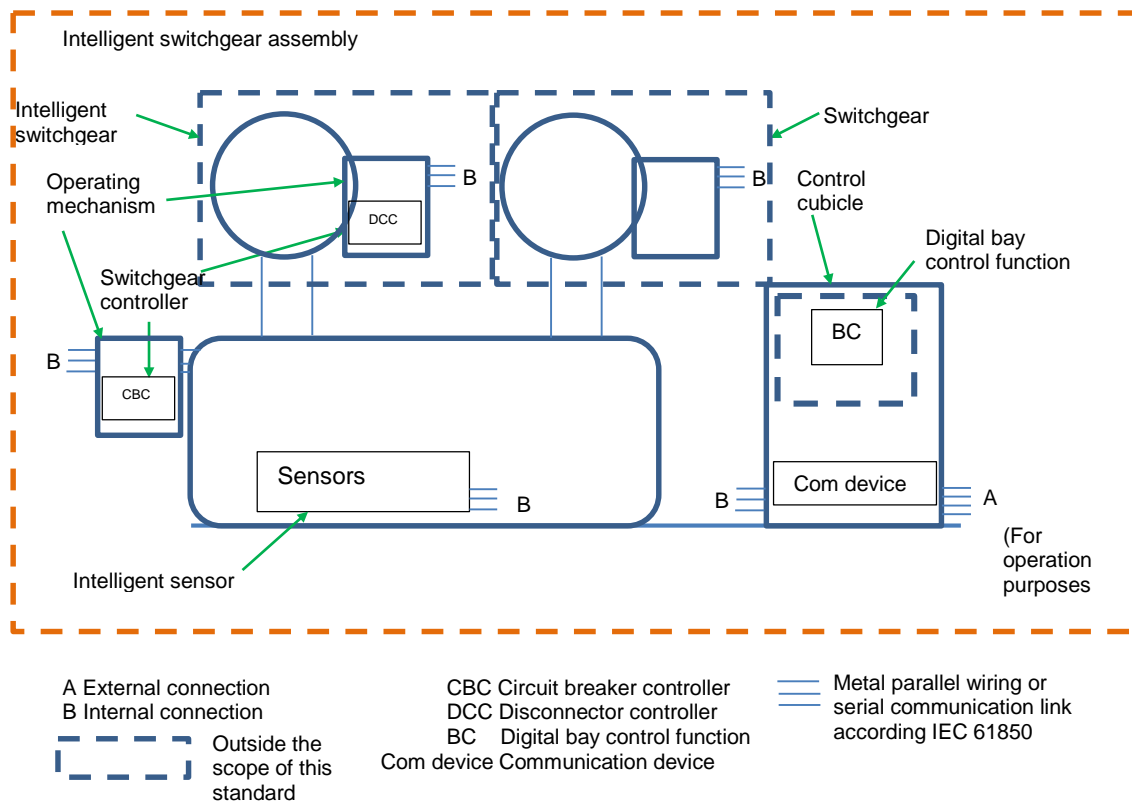 Intelligent switchgear assembly
Intelligent
switchgear
Switchgear
Operating
mechanism
B
B
Control
cubicle
DCC
Digital bay
control function
Switchgear
controller
BC
B
CBC
Sensors
Com device
B
B
A
(For
operation
purposes
Intelligent sensor
A External connection
B Internal connection
Outside the
scope of this
standard
CBC Circuit breaker controller
DCC Disconnector controller
BC Digital bay control function
Com device Communication device
Metal parallel wiring or
serial communication link
according IEC 61850